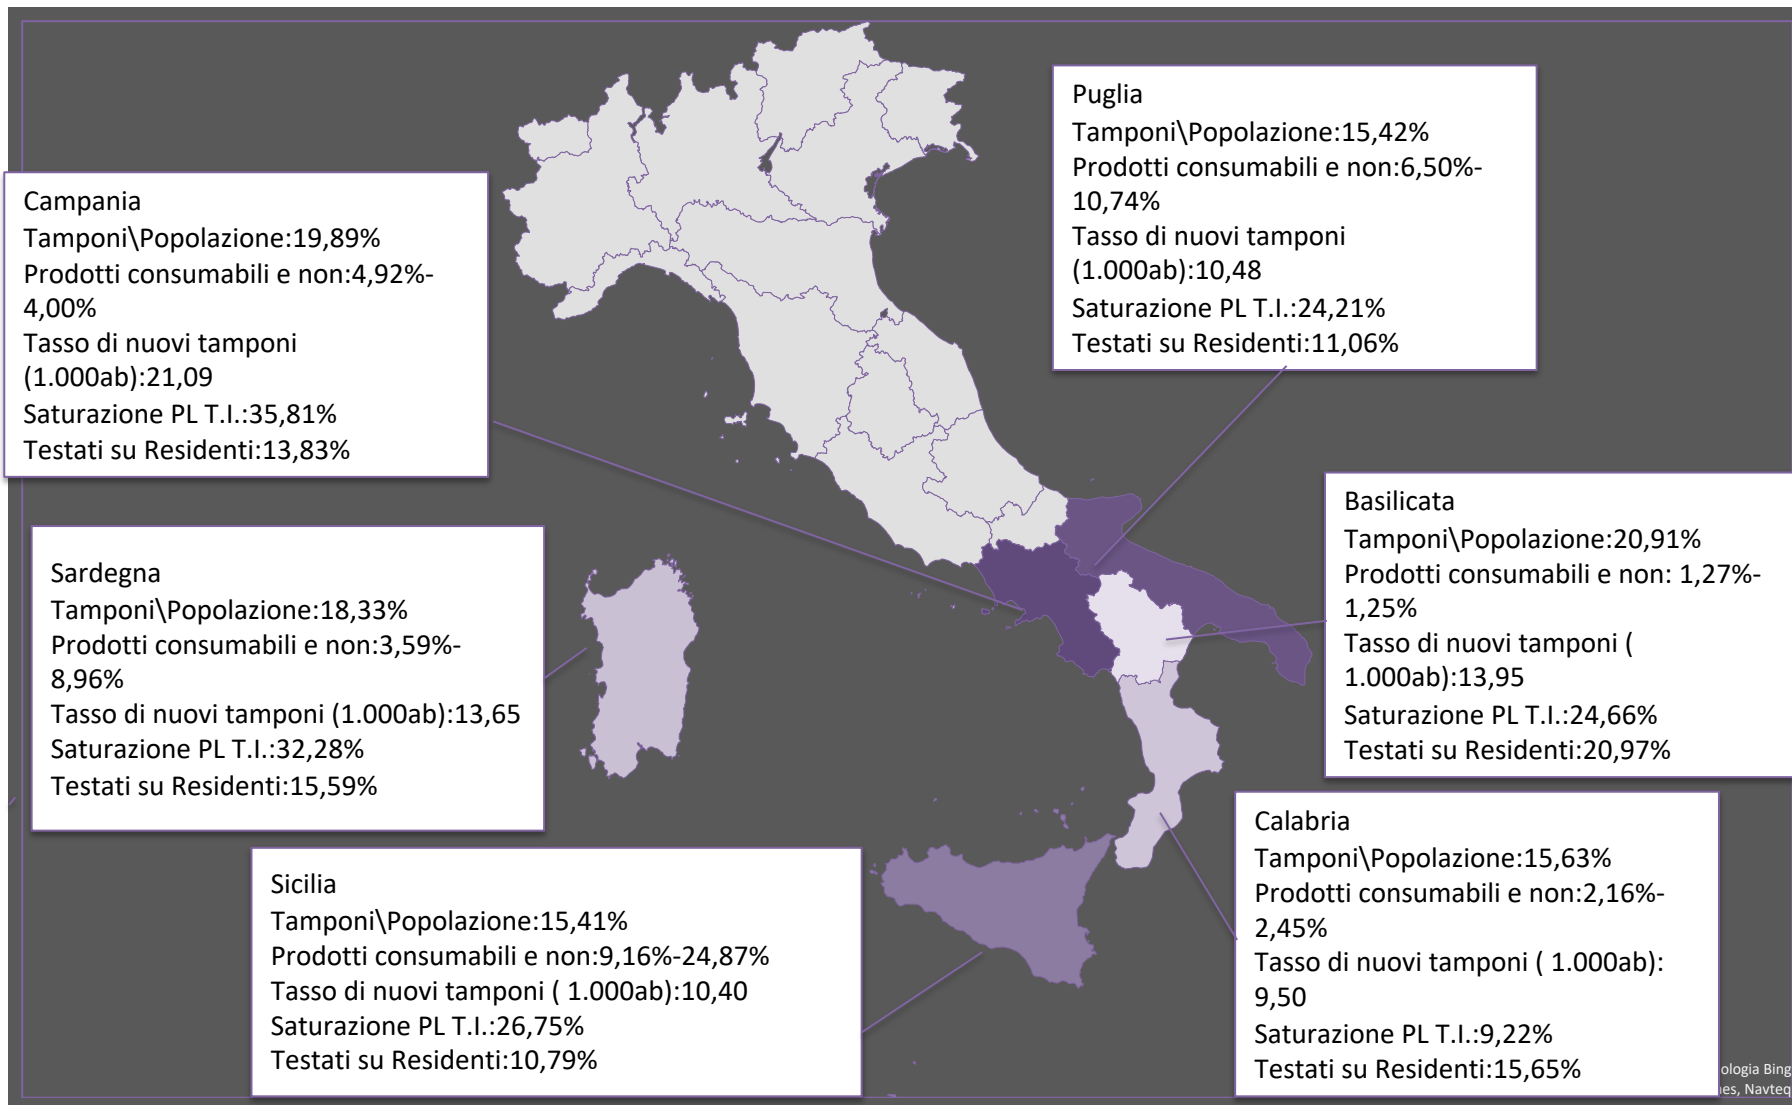 Puglia
Tamponi\Popolazione:15,42%
Prodotti consumabili e non:6,50%-
10,74%
Tasso di nuovi tamponi
(1.000ab):10,48
Saturazione PL T.I.:24,21%
Testati su Residenti:11,06%
Campania
Tamponi\Popolazione:19,89%
Prodotti consumabili e non:4,92%-
4,00%
Tasso di nuovi tamponi
(1.000ab):21,09
Saturazione PL T.I.:35,81%
Testati su Residenti:13,83%
Basilicata
Tamponi\Popolazione:20,91%
Prodotti consumabili e non: 1,27%-
1,25%
Tasso di nuovi tamponi (
1.000ab):13,95
Saturazione PL T.I.:24,66%
Testati su Residenti:20,97%
Sardegna
Tamponi\Popolazione:18,33%
Prodotti consumabili e non:3,59%-
8,96%
Tasso di nuovi tamponi (1.000ab):13,65
Saturazione PL T.I.:32,28%
Testati su Residenti:15,59%
Calabria
Tamponi\Popolazione:15,63%
Prodotti consumabili e non:2,16%-
2,45%
Tasso di nuovi tamponi ( 1.000ab):
9,50
Saturazione PL T.I.:9,22%
Testati su Residenti:15,65%
Sicilia
Tamponi\Popolazione:15,41%
Prodotti consumabili e non:9,16%-24,87%
Tasso di nuovi tamponi ( 1.000ab):10,40
Saturazione PL T.I.:26,75%
Testati su Residenti:10,79%
ologia Bing
es, Navteq